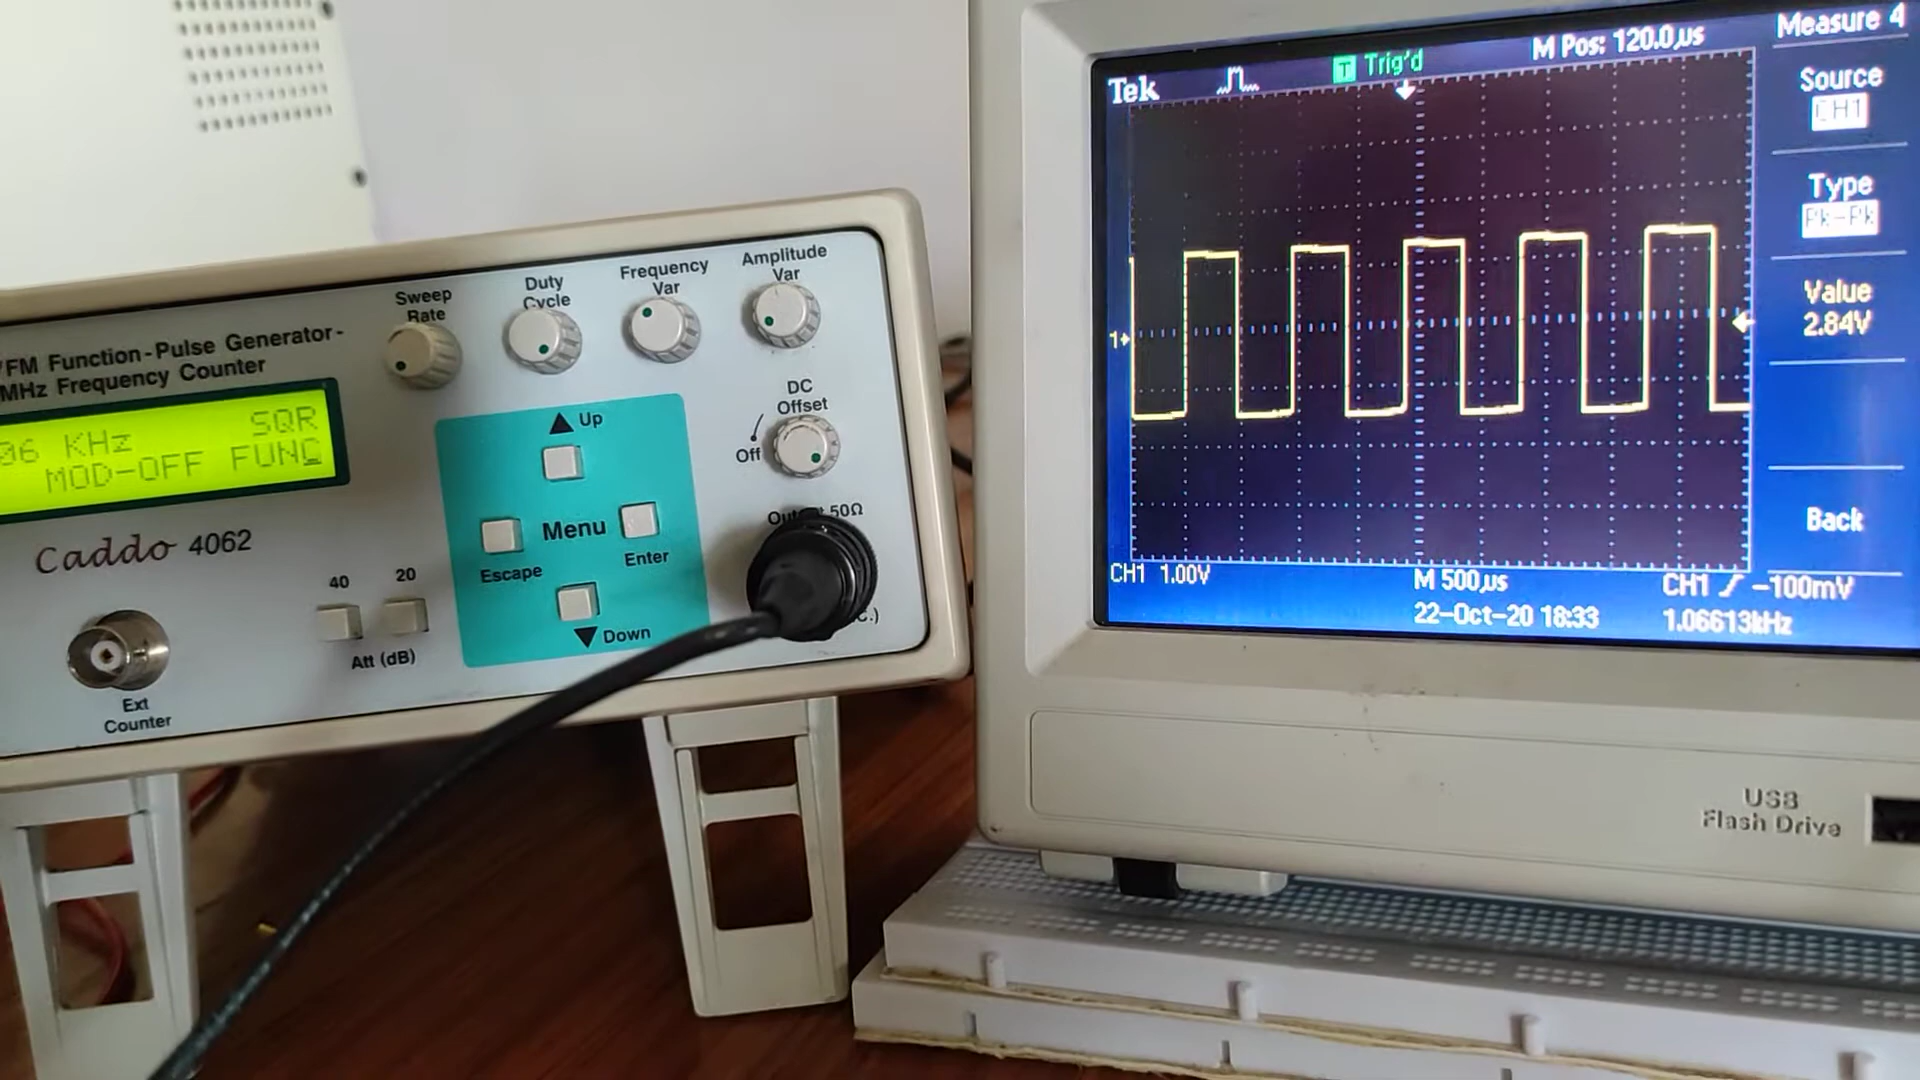 /FM Function-Pulse Generator-
MHz Frequency Counter
06 KHz SQR
MOD-OFF FUNC
Caddo 4062
Sweep
Rate
Duty
Cycle
Frequency
Var
Amplitude
Var
DC
Offset
Off
Up
Menu
Escape
Enter
Down
40
20
Att (dB)
Ext
Counter
50Ω
Tek
T Trig'd
M Pos: 120.0µs
Measure 4
Source
CH1
Type
Pk-Pk
Value
2.84V
Back
1
CH1 1.00V
M 500µs
CH1 -100mV
22-Oct-20 18:33
1.06613kHz
USB
Flash Drive